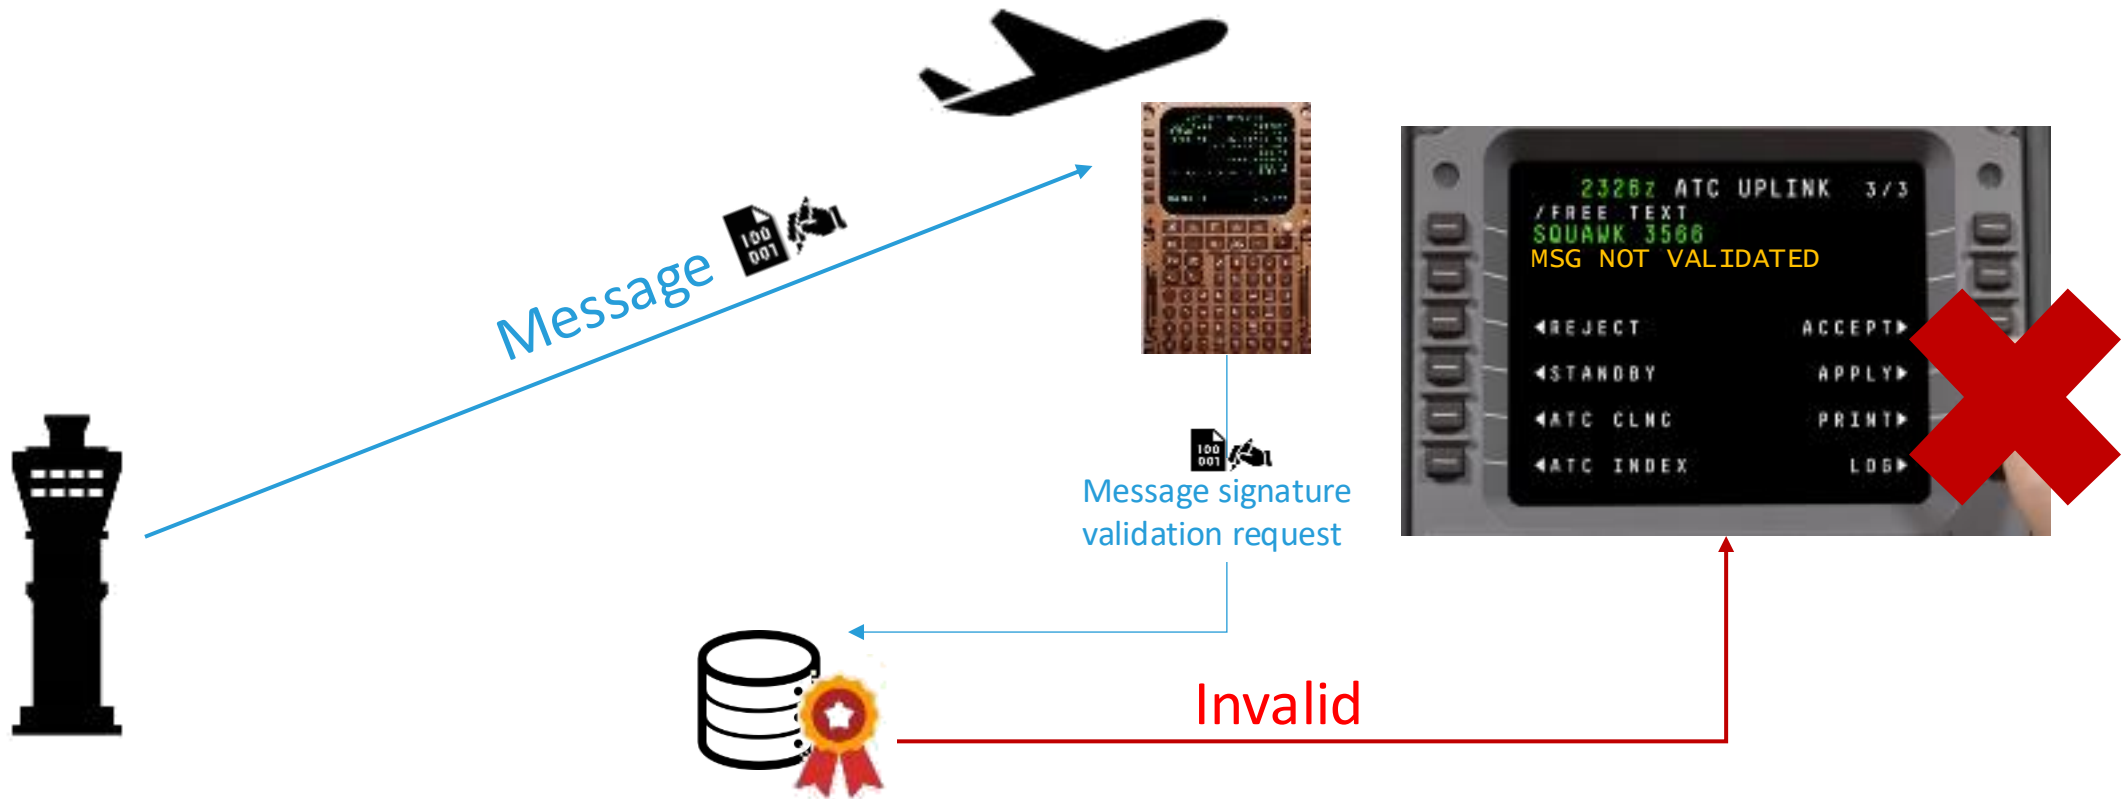 Message
100
001
2328z ATC UPLINK 3/3
/FREE TEXT
SQUAWK 3566
MSG NOT VALIDATED
◀REJECT ACCEPT▶
◀STANDBY APPLY▶
◀ATC CLNC PRINT▶
◀ATC INDEX LOG▶
100
001
Message signature
validation request
Invalid